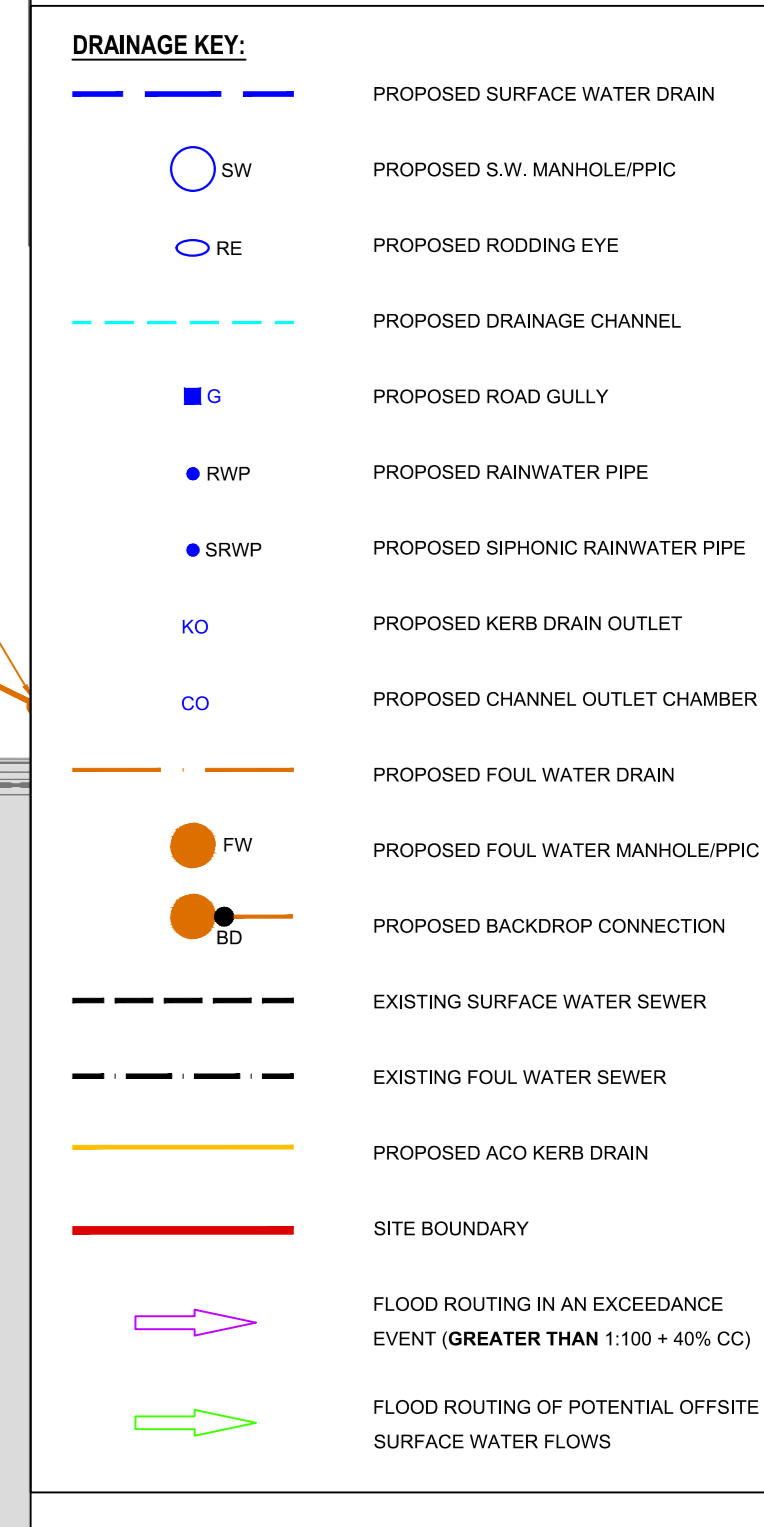 DRAINAGE KEY:
PROPOSED SURFACE WATER DRAIN
SW PROPOSED S.W. MANHOLE/PPIC
RE PROPOSED RODDING EYE
PROPOSED DRAINAGE CHANNEL
G PROPOSED ROAD GULLY
RWP PROPOSED RAINWATER PIPE
SRWP PROPOSED SIPHONIC RAINWATER PIPE
KO PROPOSED KERB DRAIN OUTLET
CO PROPOSED CHANNEL OUTLET CHAMBER
PROPOSED FOUL WATER DRAIN
FW PROPOSED FOUL WATER MANHOLE/PPIC
BD PROPOSED BACKDROP CONNECTION
EXISTING SURFACE WATER SEWER
EXISTING FOUL WATER SEWER
PROPOSED ACO KERB DRAIN
SITE BOUNDARY
FLOOD ROUTING IN AN EXCEEDANCE
EVENT (GREATER THAN 1:100 + 40% CC)
FLOOD ROUTING OF POTENTIAL OFFSITE
SURFACE WATER FLOWS